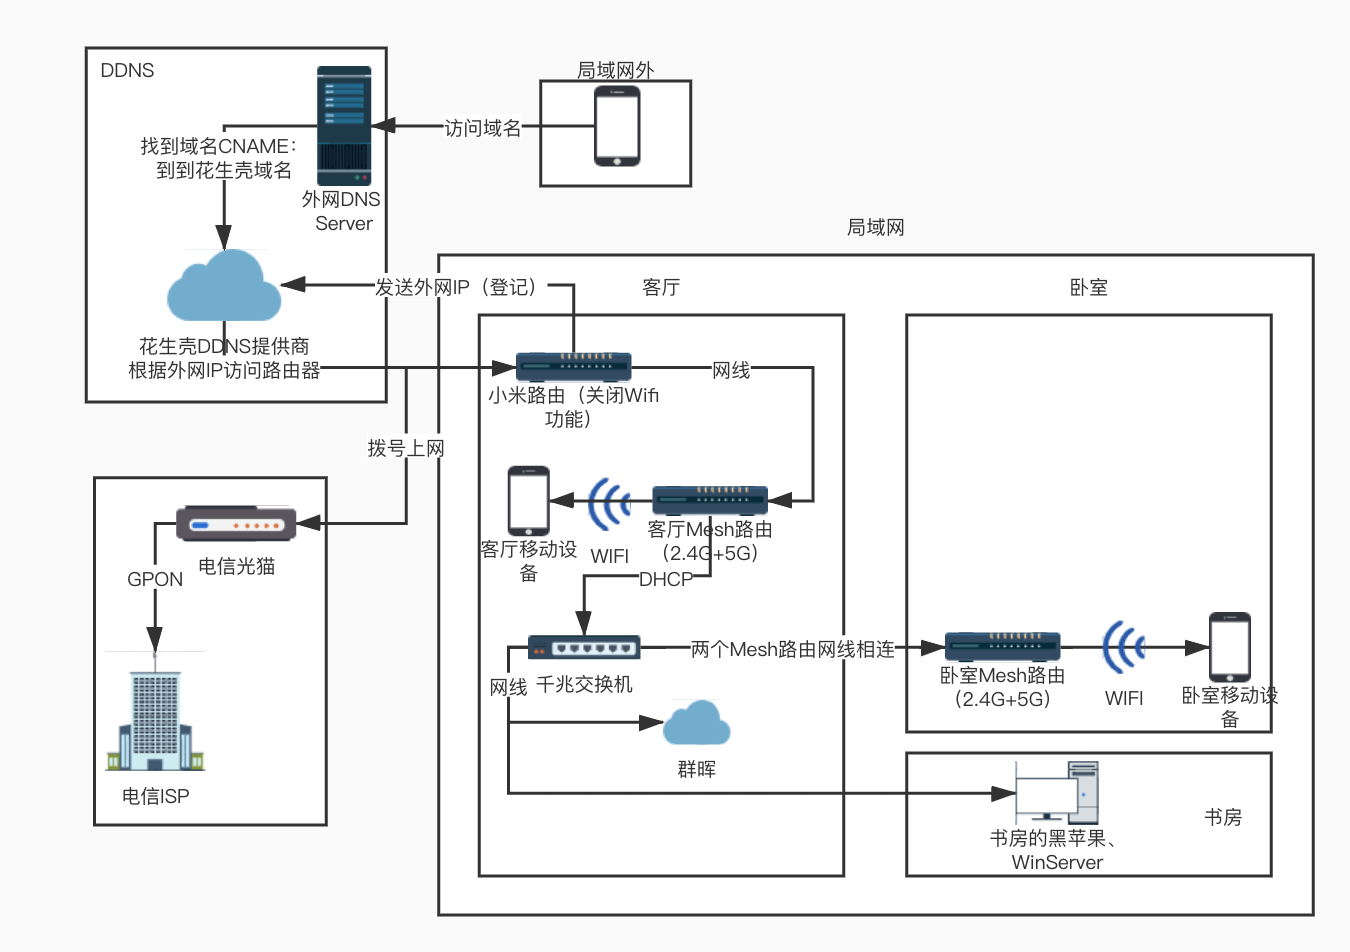 DDNS
局域网外
访问域名
找到域名CNAME：
到到花生壳域名
外网DNS
Server
局域网
发送外网IP（登记）
客厅
卧室
花生壳DDNS提供商
根据外网IP访问路由器
网线
小米路由（关闭Wifi
功能）
拨号上网
客厅Mesh路由
（2.4G+5G）
客厅移动设
备
WIFI
电信光猫
GPON
DHCP
两个Mesh路由网线相连
网线
千兆交换机
卧室Mesh路由
（2.4G+5G）
WIFI
卧室移动设
备
群晖
电信ISP
书房
书房的黑苹果、
WinServer